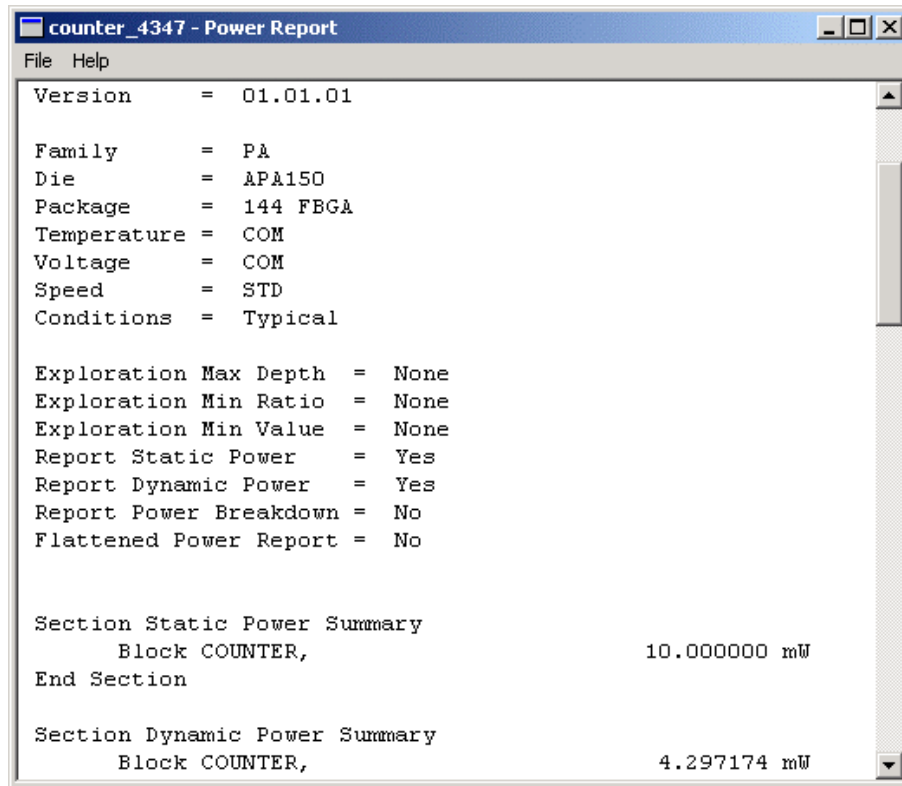 counter_4347 - Power Report
File Help
Version = 01.01.01
Family = PA
Die = APA150
Package = 144 FBGA
Temperature = COM
Voltage = COM
Speed = STD
Conditions = Typical
Exploration Max Depth = None
Exploration Min Ratio = None
Exploration Min Value = None
Report Static Power = Yes
Report Dynamic Power = Yes
Report Power Breakdown = No
Flattened Power Report = No
Section Static Power Summary
Block COUNTER, 10.000000 mW
End Section
Section Dynamic Power Summary
Block COUNTER, 4.297174 mW